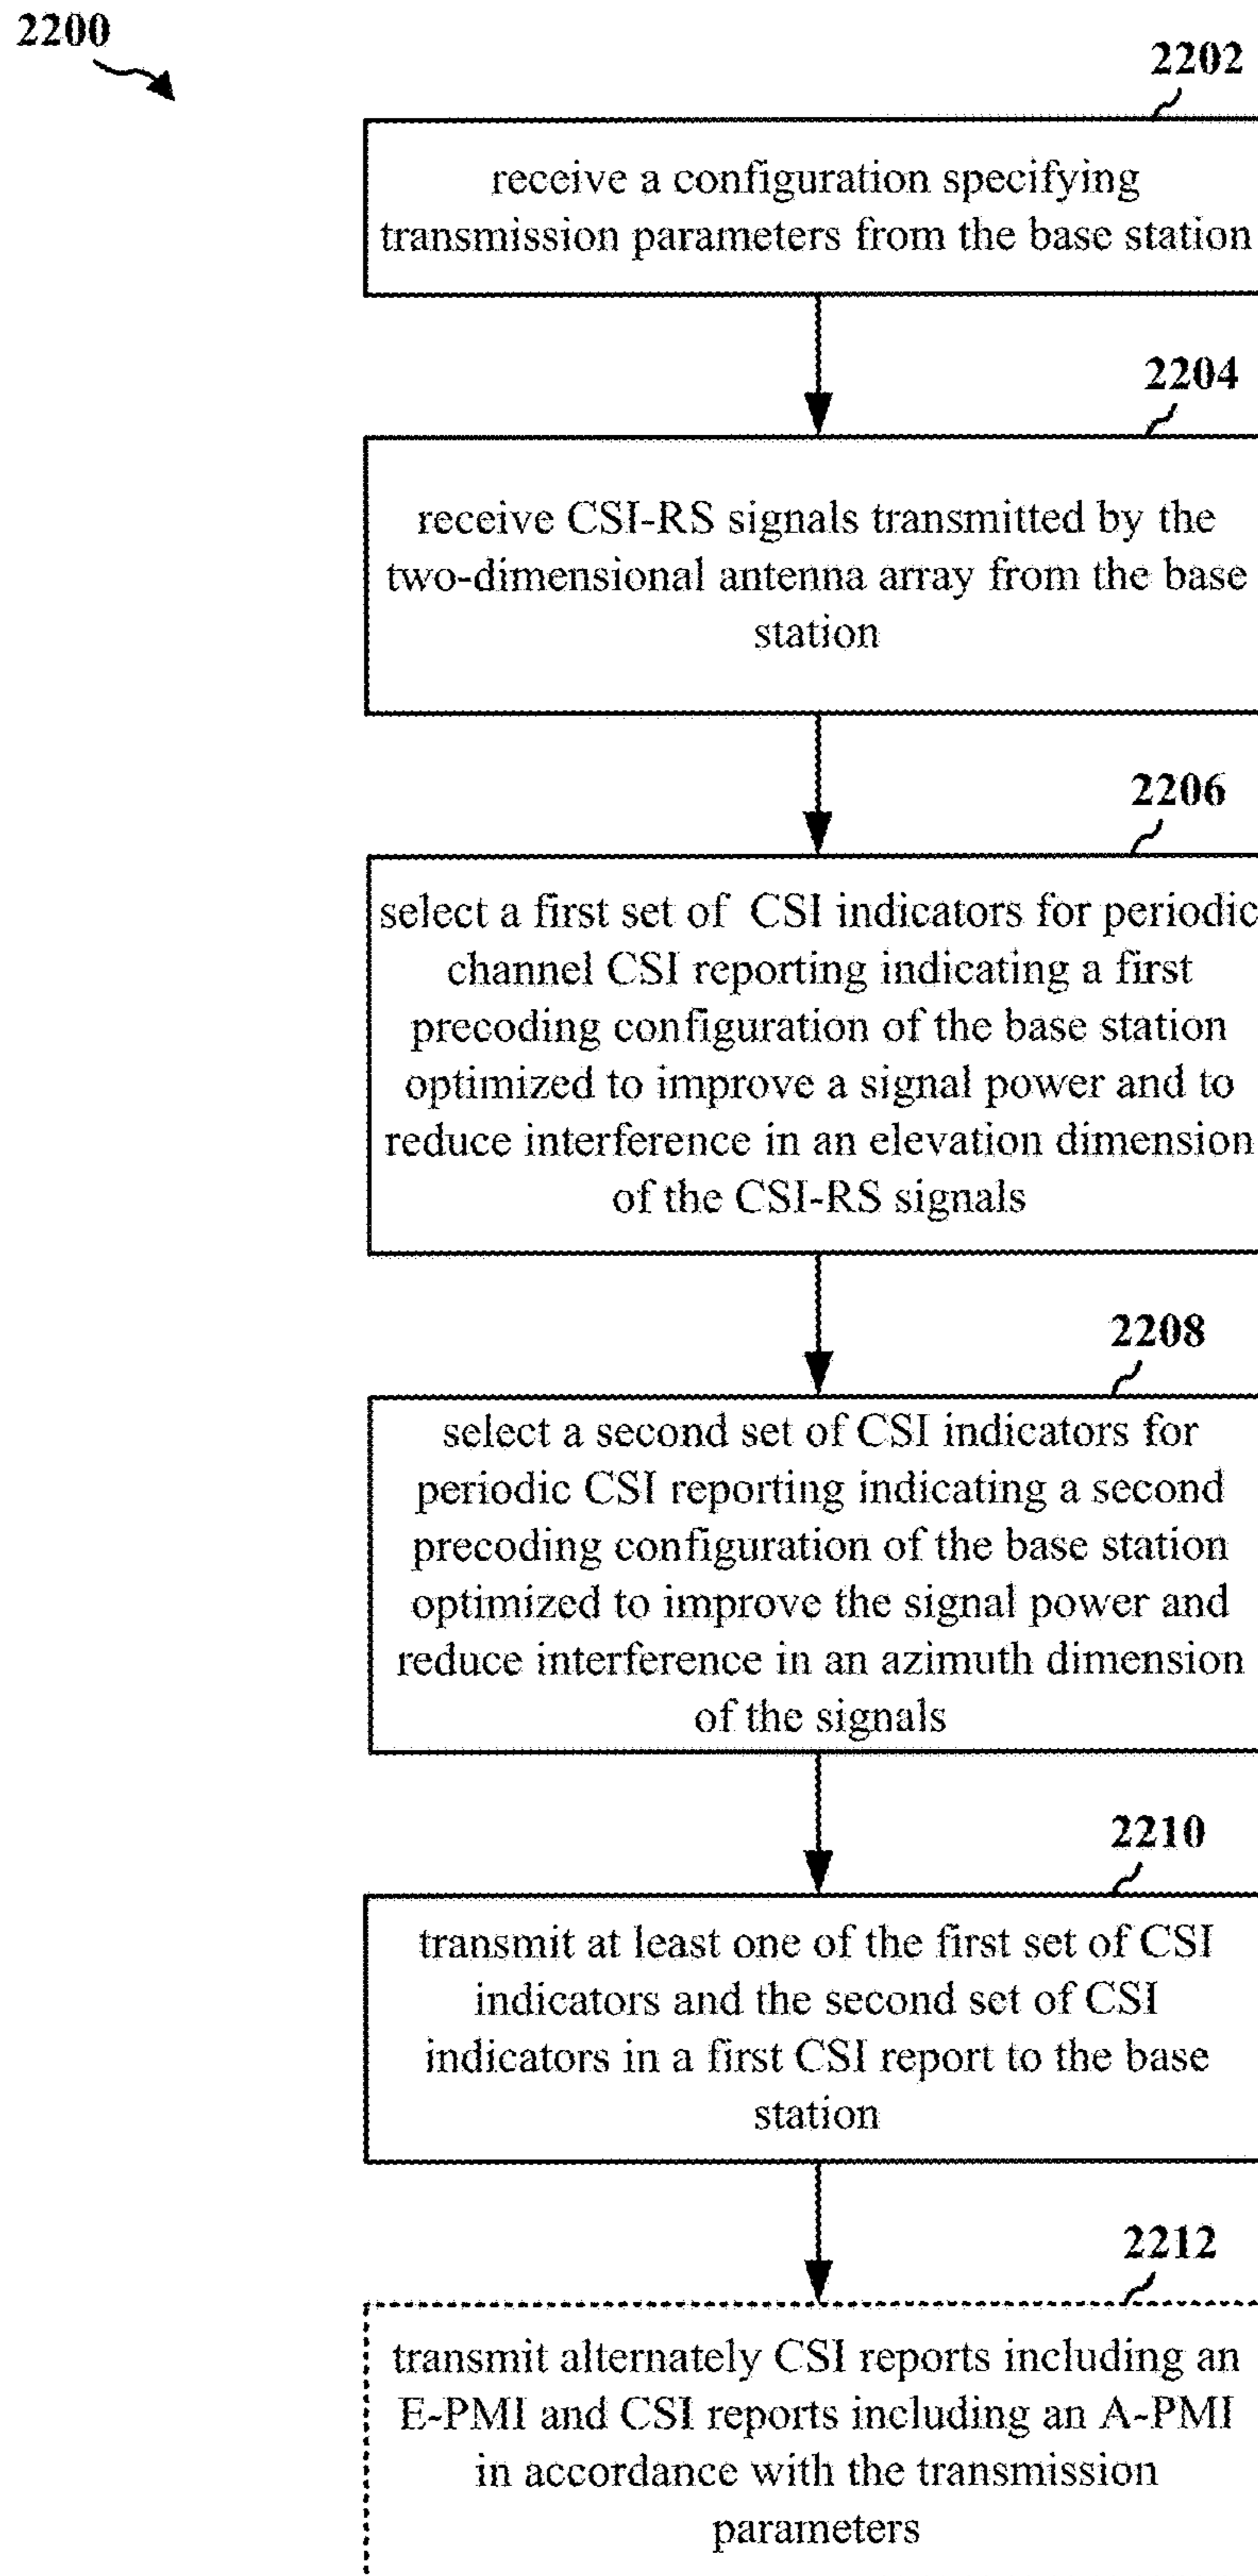 2200
2202
receive a configuration specifying
transmission parameters from the base station
2204
receive CSI-RS signals transmitted by the
two-dimensional antenna array from the base
station
2206
select a first set of CSI indicators for periodic
channel CSI reporting indicating a first
precoding configuration of the base station
optimized to improve a signal power and to
reduce interference in an elevation dimension
of the CSI-RS signals
2208
select a second set of CSI indicators for
periodic CSI reporting indicating a second
precoding configuration of the base station
optimized to improve the signal power and
reduce interference in an azimuth dimension
of the signals
2210
transmit at least one of the first set of CSI
indicators and the second set of CSI
indicators in a first CSI report to the base
station
2212
transmit alternately CSI reports including an
E-PMI and CSI reports including an A-PMI
in accordance with the transmission
parameters